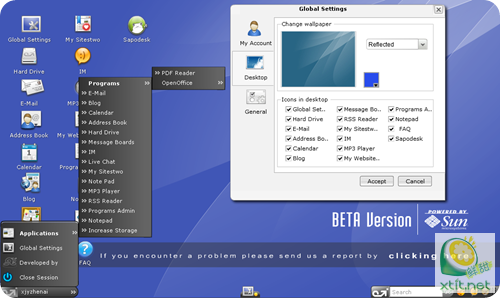 Global Settings
My Sitestwo
Sapodesk
Hard Drive
IM
E-Mail
MP3
Address Book
My Web
Calendar
Blog
FAQ
Programs
E-Mail
Blog
Calendar
Address Book
Hard Drive
Message Boards
IM
Live Chat
My Sitestwo
Note Pad
MP3 Player
RSS Reader
Programs Admin
Notepad
Increase Storage
PDF Reader
OpenOffice
Applications
Global Settings
Developed by
Close Session
xjyzhenai
Global Settings
My Account
Desktop
General
Change wallpaper
Reflected
Icons in desktop
Global Set..
Message Bo..
Programs A..
Hard Drive
RSS Reader
Notepad
E-Mail
My Sitestw..
FAQ
Address Bo..
IM
Sapodesk
Calendar
MP3 Player
Blog
My Website..
Accept
Cancel
BETA Version
POWERED BY
Sun
If you encounter a problem please send us a report by clicking here
Search
xtit.net